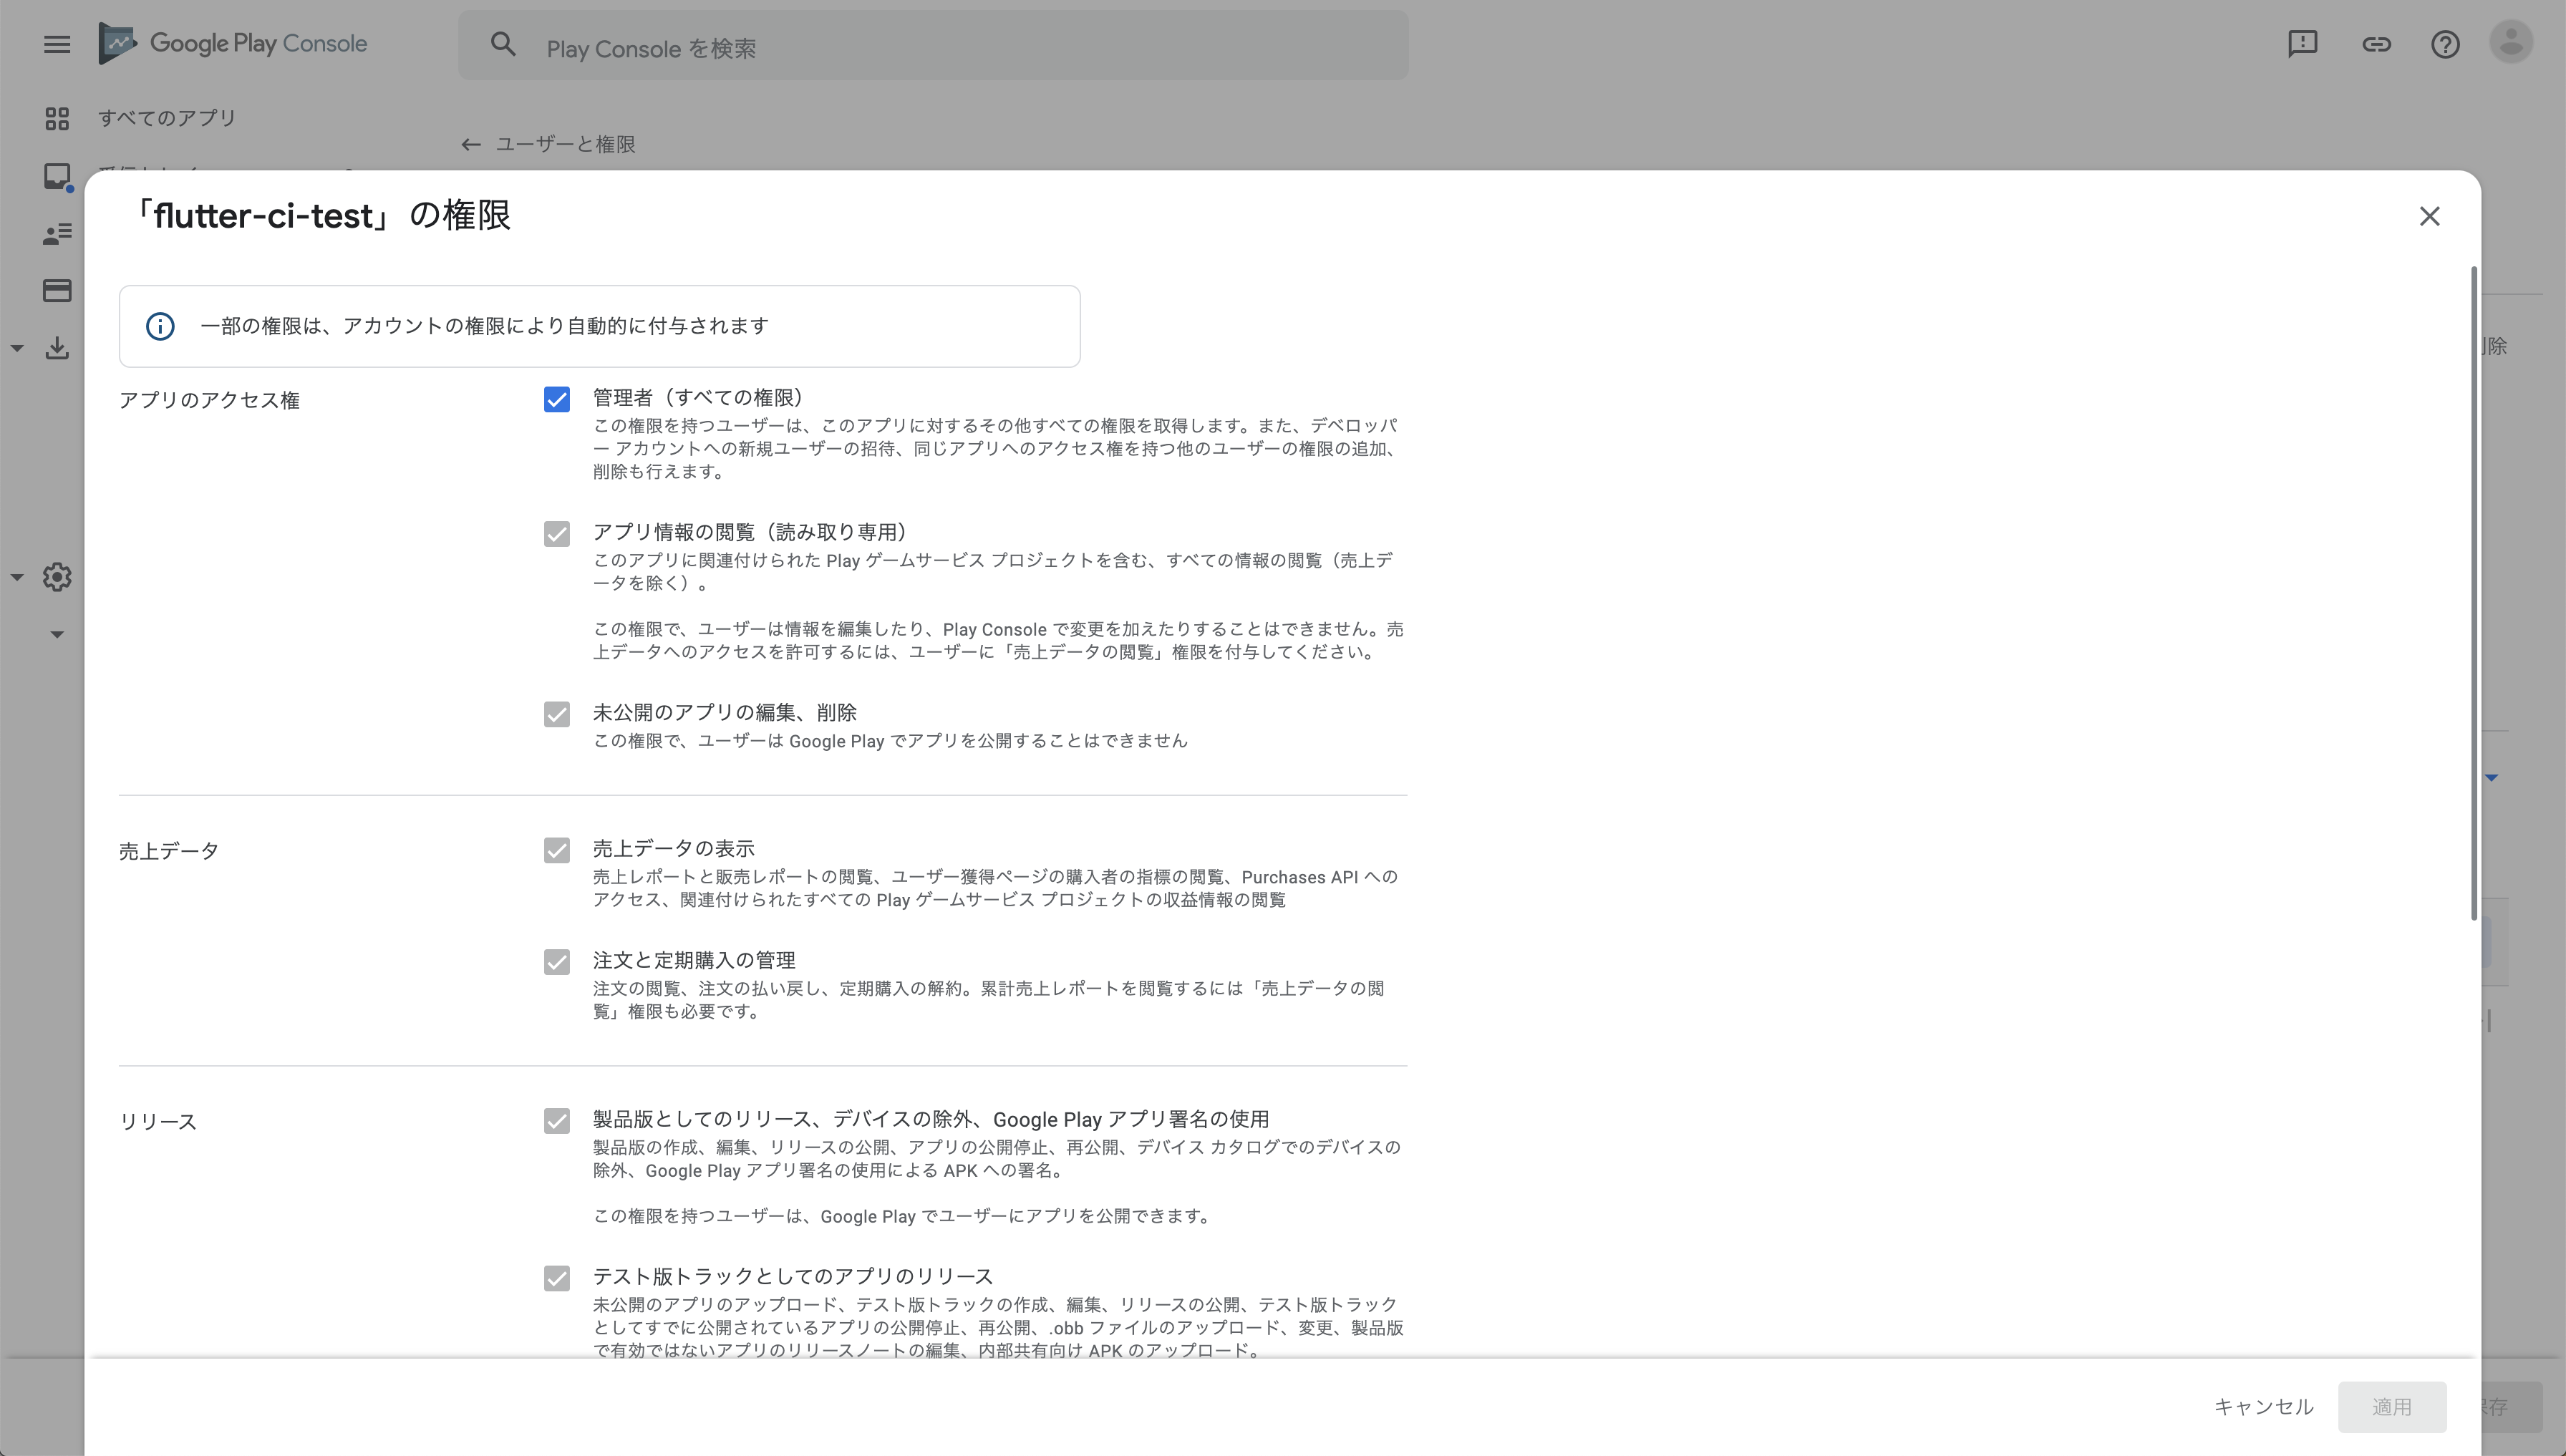 Google Play Console
Play Console を検索
すべてのアプリ
ユーザーと権限
「flutter-ci-test」の権限
一部の権限は、アカウントの権限により自動的に付与されます
アプリのアクセス権
管理者（すべての権限）
この権限を持つユーザーは、このアプリに対するその他すべての権限を取得します。また、デベロッパ
ー アカウントへの新規ユーザーの招待、同じアプリへのアクセス権を持つ他のユーザーの権限の追加、
削除も行えます。
アプリ情報の閲覧（読み取り専用）
このアプリに関連付けられた Play ゲームサービス プロジェクトを含む、すべての情報の閲覧（売上デ
ータを除く）。
この権限で、ユーザーは情報を編集したり、Play Console で変更を加えたりすることはできません。売
上データへのアクセスを許可するには、ユーザーに「売上データの閲覧」権限を付与してください。
未公開のアプリの編集、削除
この権限で、ユーザーは Google Play でアプリを公開することはできません
売上データ
売上データの表示
売上レポートと販売レポートの閲覧、ユーザー獲得ページの購入者の指標の閲覧、Purchases API への
アクセス、関連付けられたすべての Play ゲームサービス プロジェクトの収益情報の閲覧
注文と定期購入の管理
注文の閲覧、注文の払い戻し、定期購入の解約。累計売上レポートを閲覧するには「売上データの閲
覧」権限も必要です。
リリース
製品版としてのリリース、デバイスの除外、Google Play アプリ署名の使用
製品版の作成、編集、リリースの公開、アプリの公開停止、再公開、デバイス カタログでのデバイスの
除外、Google Play アプリ署名の使用による APK への署名。
この権限を持つユーザーは、Google Play でユーザーにアプリを公開できます。
テスト版トラックとしてのアプリのリリース
未公開のアプリのアップロード、テスト版トラックの作成、編集、リリースの公開、テスト版トラック
としてすでに公開されているアプリの公開停止、再公開、.obb ファイルのアップロード、変更、製品版
で有効ではないアプリのリリースノートの編集、内部共有向け APK のアップロード。
キャンセル
適用